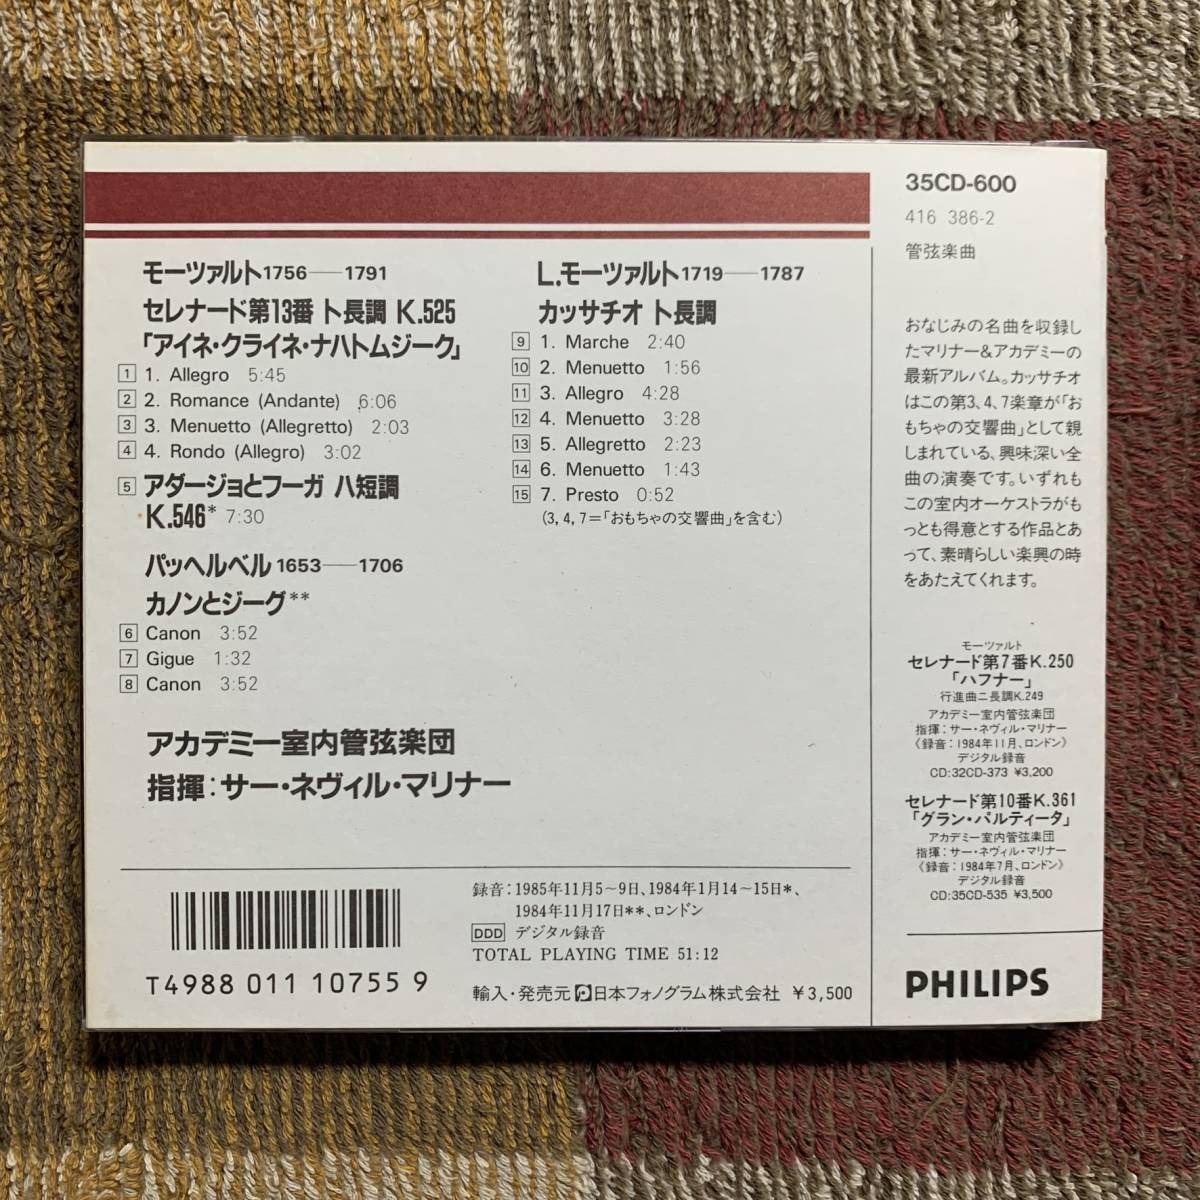 モーツァルト1756――1791
セレナード第13番 ト長調 K.525
「アイネ・クライネ・ナハトムジーク」
1 1. Allegro 5:45
2 2. Romance (Andante) 6:06
3 3. Menuetto (Allegretto) 2:03
4 4. Rondo (Allegro) 3:02
5 アダージョとフーガ ハ短調
K.546* 7:30
パッヘルベル1653――1706
カノンとジーグ**
6 Canon 3:52
7 Gigue 1:32
8 Canon 3:52
アカデミー室内管弦楽団
指揮:サー・ネヴィル・マリナー
L.モーツァルト1719――1787
カッサチオ ト長調
9 1. Marche 2:40
10 2. Menuetto 1:56
11 3. Allegro 4:28
12 4. Menuetto 3:28
13 5. Allegretto 2:23
14 6. Menuetto 1:43
15 7. Presto 0:52
(3, 4, 7=「おもちゃの交響曲」を含む)
T4988 011 10755 9
録音:1985年11月5~9日、1984年1月14~15日*、
1984年11月17日**、ロンドン
DDD デジタル録音
TOTAL PLAYING TIME 51:12
輸入・発売元 P 日本フォノグラム株式会社 ¥3,500
35CD-600
416 386-2
管弦楽曲
おなじみの名曲を収録し
たマリナー&アカデミーの
最新アルバム。カッサチオ
はこの第3、4、7楽章が「お
もちゃの交響曲」として親
しまれている、興味深い全
曲の演奏です。いずれも
この室内オーケストラがも
っとも得意とする作品とあ
って、素晴らしい楽興の時
をあたえてくれます。
モーツァルト
セレナード第7番K.250
「ハフナー」
行進曲ニ長調K.249
アカデミー室内管弦楽団
指揮:サー・ネヴィル・マリナー
《録音:1984年11月、ロンドン》
デジタル録音
CD:32CD-373 ¥3,200
セレナード第10番K.361
「グラン・パルティータ」
アカデミー室内管弦楽団
指揮:サー・ネヴィル・マリナー
《録音:1984年7月、ロンドン》
デジタル録音
CD:35CD-535 ¥3,500
PHILIPS